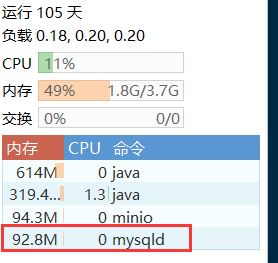 运行 105 天
负载 0.18, 0.20, 0.20
CPU 11%
内存 49% 1.8G/3.7G
交换 0% 0/0
内存 CPU 命令
614M 0 java
319.4... 1.3 java
94.3M 0 minio
92.8M 0 mysqld